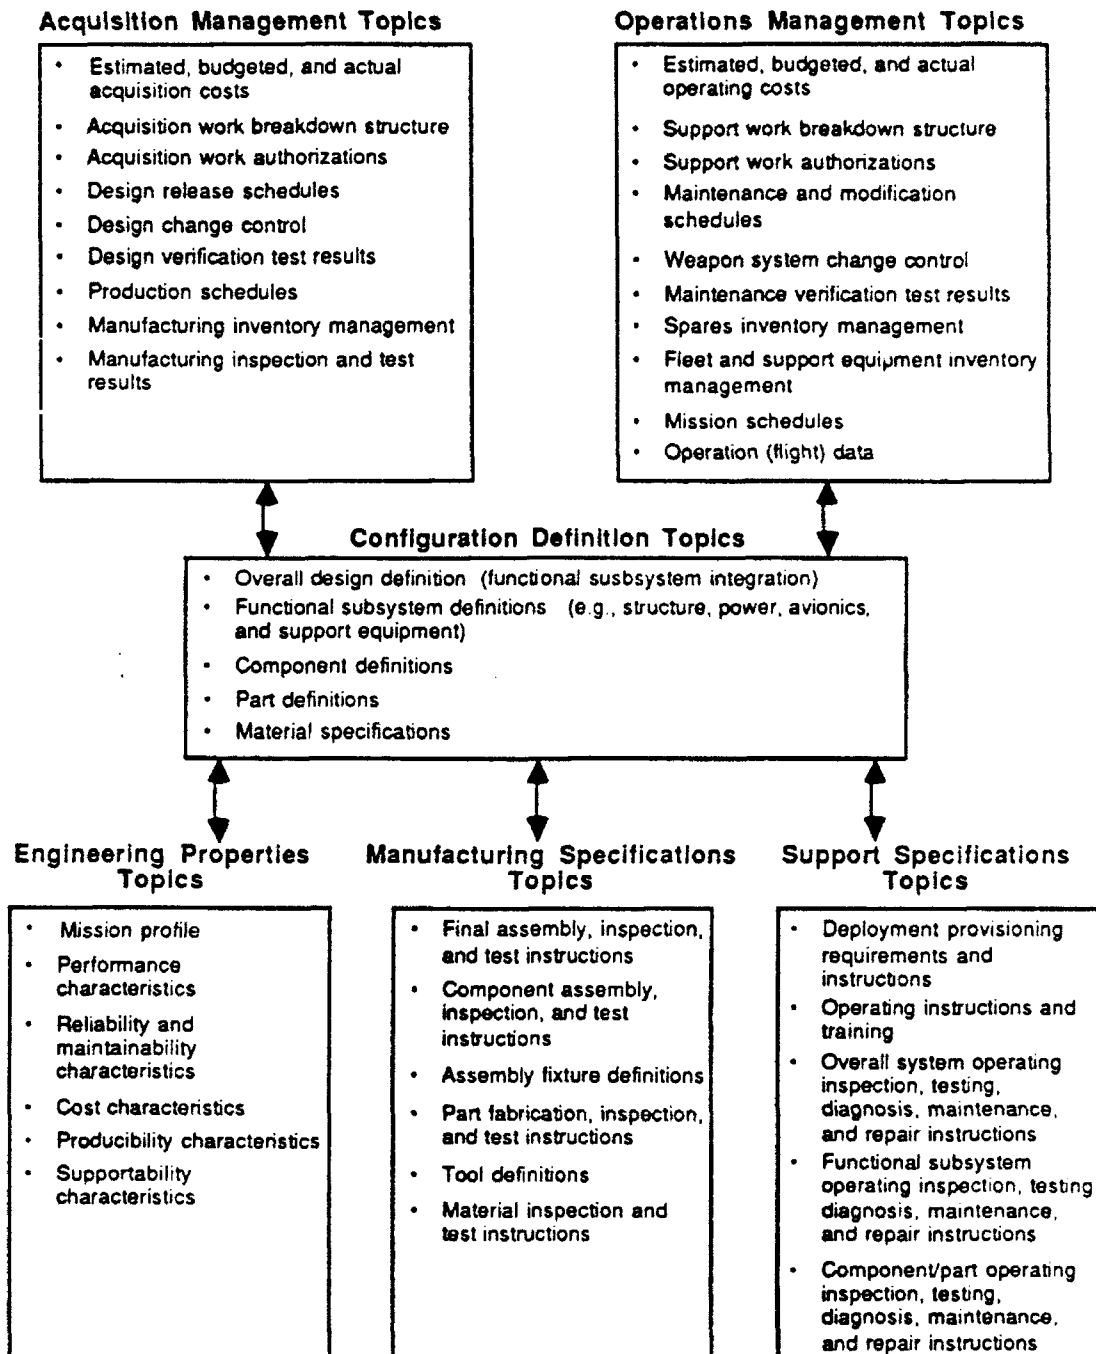 Acquisition Management Topics
• Estimated, budgeted, and actual
acquisition costs
• Acquisition work breakdown structure
• Acquisition work authorizations
• Design release schedules
• Design change control
• Design verification test results
• Production schedules
• Manufacturing inventory management
• Manufacturing inspection and test
results
Operations Management Topics
• Estimated, budgeted, and actual
operating costs
• Support work breakdown structure
• Support work authorizations
• Maintenance and modification
schedules
• Weapon system change control
• Maintenance verification test results
• Spares inventory management
• Fleet and support equipment inventory
management
• Mission schedules
• Operation (flight) data
Configuration Definition Topics
• Overall design definition (functional susbsystem integration)
• Functional subsystem definitions (e.g., structure, power, avionics,
and support equipment)
• Component definitions
• Part definitions
• Material specifications
Engineering Properties
Topics
• Mission profile
• Performance
characteristics
• Reliability and
maintainability
characteristics
• Cost characteristics
• Producibility characteristics
• Supportability
characteristics
Manufacturing Specifications
Topics
• Final assembly, inspection,
and test instructions
• Component assembly,
inspection, and test
instructions
• Assembly fixture definitions
• Part fabrication, inspection,
and test instructions
• Tool definitions
• Material inspection and
test instructions
Support Specifications
Topics
• Deployment provisioning
requirements and
instructions
• Operating instructions and
training
• Overall system operating
inspection, testing,
diagnosis, maintenance,
and repair instructions
• Functional subsystem
operating inspection, testing
diagnosis, maintenance,
and repair instructions
• Component/part operating
inspection, testing,
diagnosis, maintenance,
and repair instructions